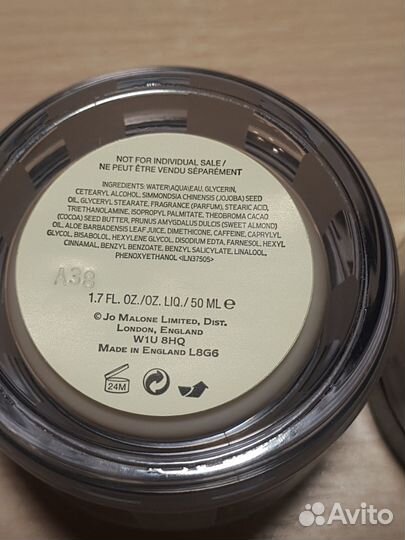 NOT FOR INDIVIDUAL SALE/
NE PEUT ÊTRE VENDU SÉPARÉMENT
INGREDIENTS: WATER\AQUA\EAU, GLYCERIN,
CETEARYL ALCOHOL, SIMMONDSIA CHINENSIS (JOJOBA) SEED
OIL, GLYCERYL STEARATE, FRAGRANCE (PARFUM), STEARIC ACID,
TRIETHANOLAMINE, ISOPROPYL PALMITATE, THEOBROMA CACAO
(COCOA) SEED BUTTER, PRUNUS AMYGDALUS DULCIS (SWEET ALMOND)
OIL, ALOE BARBADENSIS LEAF JUICE, DIMETHICONE, CAFFEINE, CAPRYLYL
GLYCOL, BISABOLOL, HEXYLENE GLYCOL, DISODIUM EDTA, FARNESOL, HEXYL
CINNAMAL, BENZYL BENZOATE, BENZYL SALICYLATE, LINALOOL,
PHENOXYETHANOL <ILN37505>
A38
1.7 FL. OZ./OZ. LIQ./50 ML ℮
© JO MALONE LIMITED, DIST.
LONDON, ENGLAND
W1U 8HQ
MADE IN ENGLAND L8G6
24M
Avito